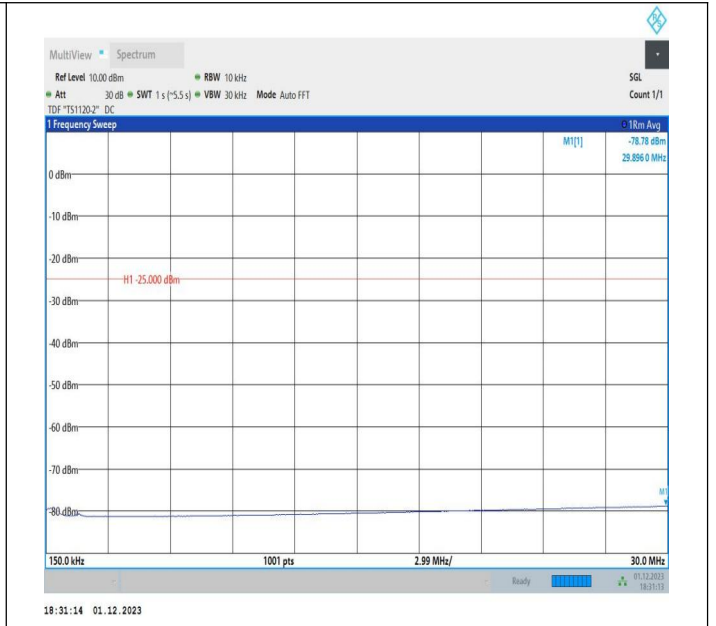 MultiView Spectrum
Ref Level 10.00 dBm RBW 10 kHz SGL
Att 30 dB SWT 1 s (~5.5 s) VBW 30 kHz Mode Auto FFT Count 1/1
TDF "TS1120-2" DC
1 Frequency Sweep 1Rm Avg
M1[1] -78.78 dBm
29.896 0 MHz
0 dBm
-10 dBm
-20 dBm
H1 -25.000 dBm
-30 dBm
-40 dBm
-50 dBm
-60 dBm
-70 dBm
M1
-80 dBm
150.0 kHz 1001 pts 2.99 MHz/ 30.0 MHz
Ready 01.12.2023
18:31:13
18:31:14 01.12.2023